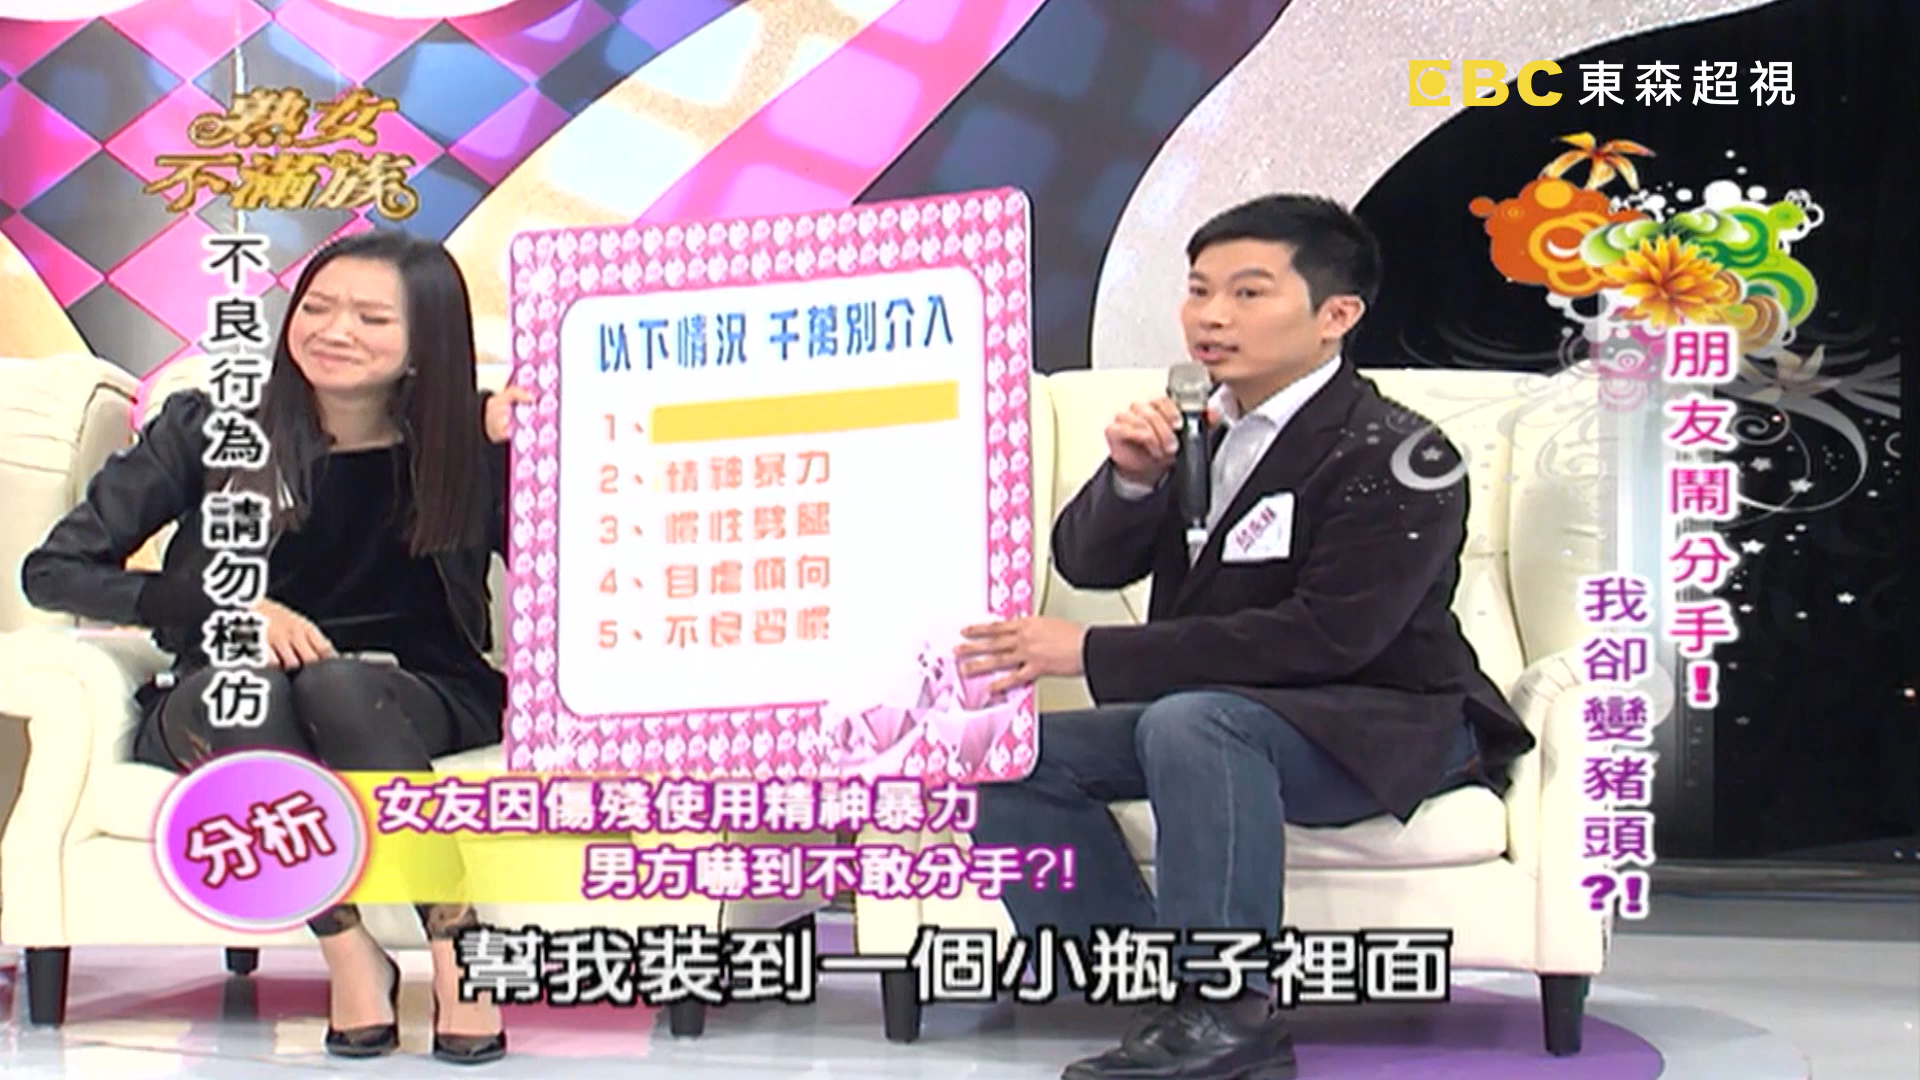 EBC 東森超視
熟女
不滿族
不良行為 請勿模仿
以下情況 千萬別介入
1、
2、精神暴力
3、慣性劈腿
4、自虐傾向
5、不良習慣
朋友鬧分手!
我卻變豬頭?!
分析
女友因傷殘使用精神暴力
男方嚇到不敢分手?!
幫我裝到一個小瓶子裡面